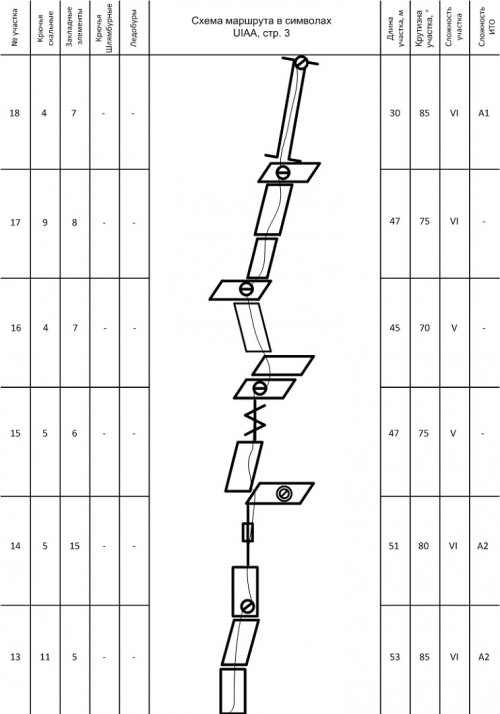 № участка
Крючья
скальные
Закладные
элементы
Крючья
Шлямбурные
Ледобуры
Схема маршрута в символах
UIAA, стр. 3
Длина
участка, м
Крутизна
участка, °
Сложность
участка
Сложность
ИТО
18 4 7 - - 30 85 VI A1
17 9 8 - - 47 75 VI -
16 4 7 - - 45 70 V -
15 5 6 - - 47 75 V -
14 5 15 - - 51 80 VI A2
13 11 5 - - 53 85 VI A2